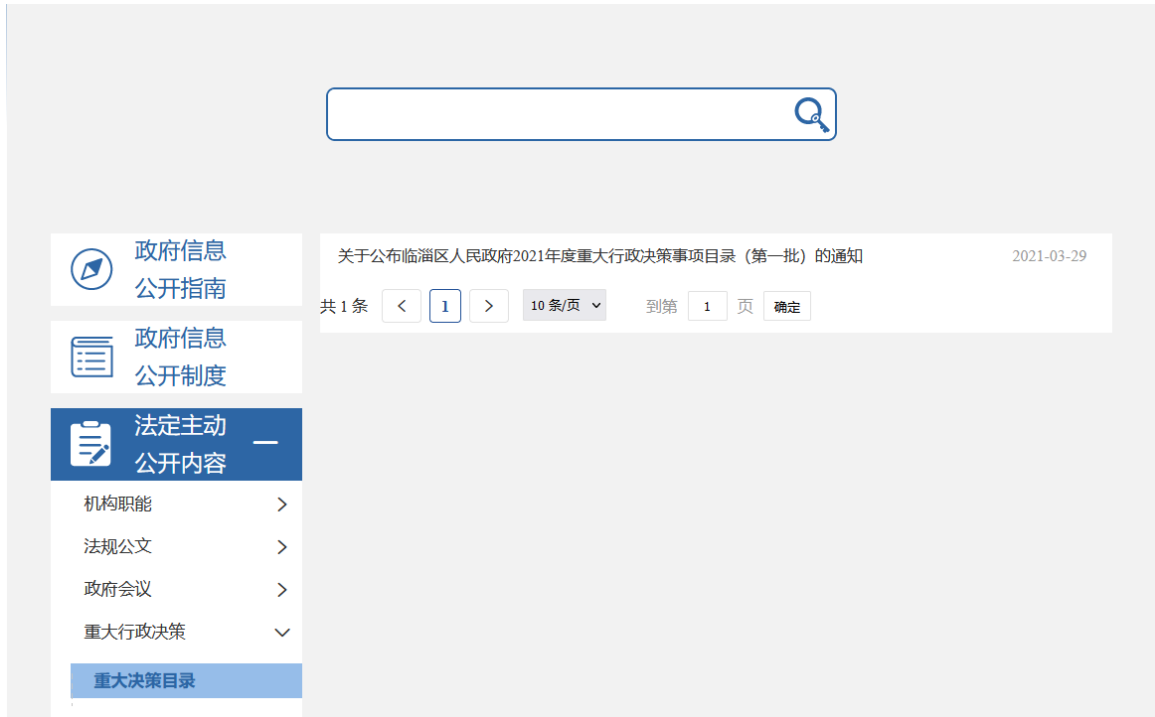 政府信息
公开指南
政府信息
公开制度
法定主动
公开内容
机构职能
法规公文
政府会议
重大行政决策
重大决策目录
关于公布临淄区人民政府2021年度重大行政决策事项目录（第一批）的通知 2021-03-29
共 1 条 1 10 条/页 到第 1 页 确定